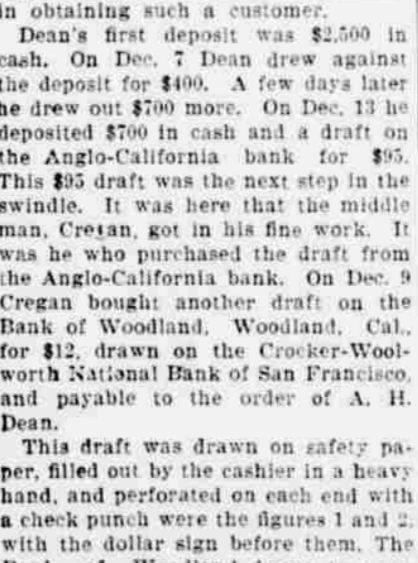 in obtaining such a customer.
Dean's first deposit was $2,500 in
cash. On Dec. 7 Dean drew against
the deposit for $400. A few days later
he drew out $700 more. On Dec. 13 he
deposited $700 in cash and a draft on
the Anglo-California bank for $95.
This $95 draft was the next step in the
swindle. It was here that the middle
man, Cregan, got in his fine work. It
was he who purchased the draft from
the Anglo-California bank. On Dec. 9
Cregan bought another draft on the
Bank of Woodland, Woodland, Cal.,
for $12, drawn on the Crocker-Wool-
worth National Bank of San Francisco,
and payable to the order of A. H.
Dean.
This draft was drawn on safety pa-
per, filled out by the cashier in a heavy
hand, and perforated on each end with
a check punch were the figures 1 and 2,
with the dollar sign before them. The